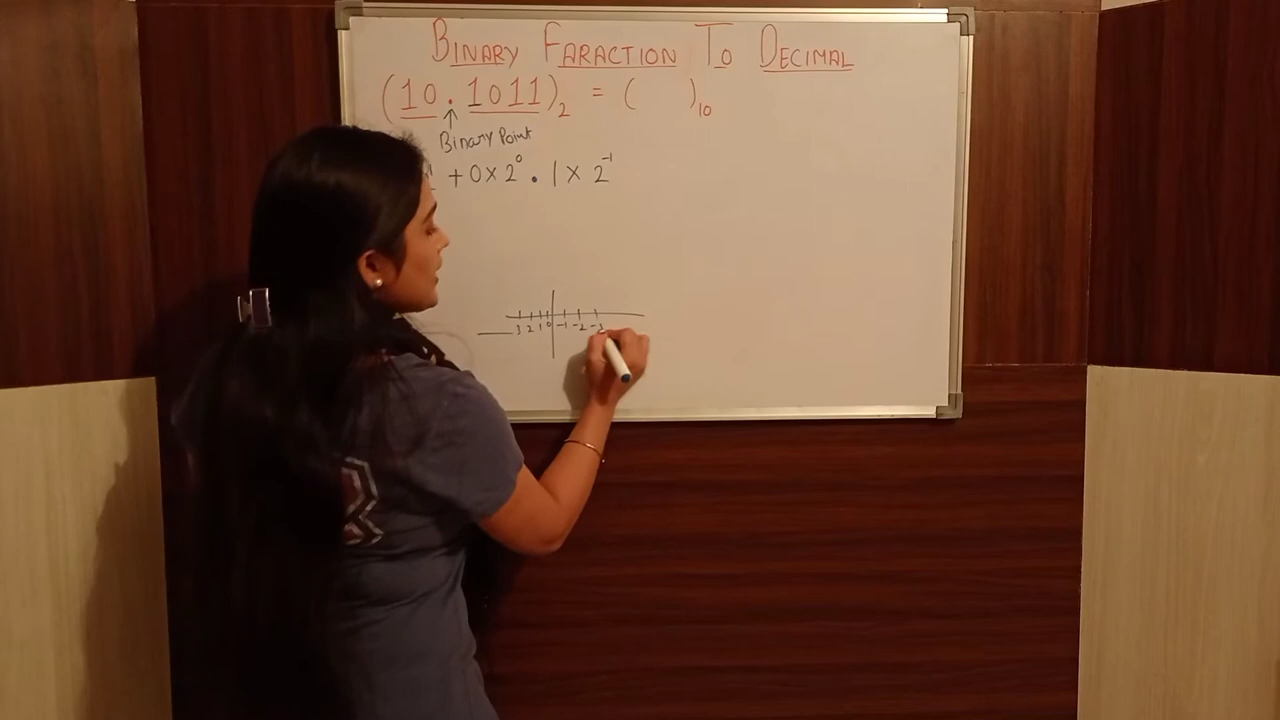 BINARY FARACTION TO DECIMAL
(10.1011)₂ = ( )₁₀
↑
Binary Point
+ 0 × 2⁰ . 1 × 2⁻¹
3 2 1 0 -1 -2 -3